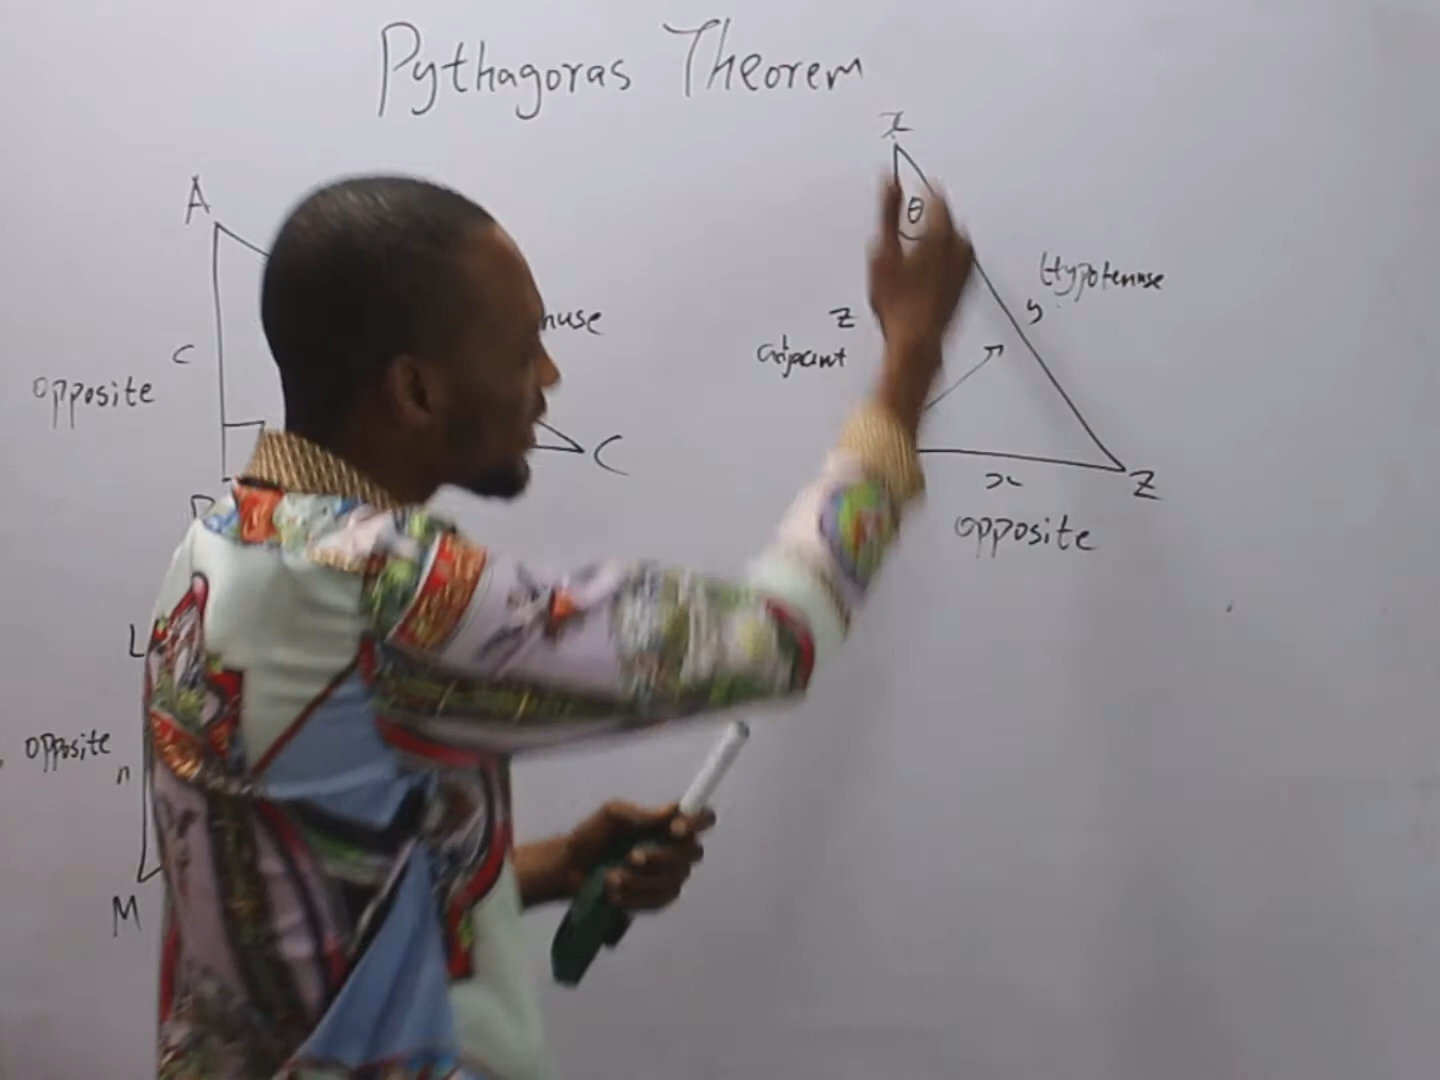 Pythagoras Theorem
x
A
θ
Hypotenuse
y
z
nuse
adjacent
c
opposite
C
x
Z
opposite
L
opposite
n
M